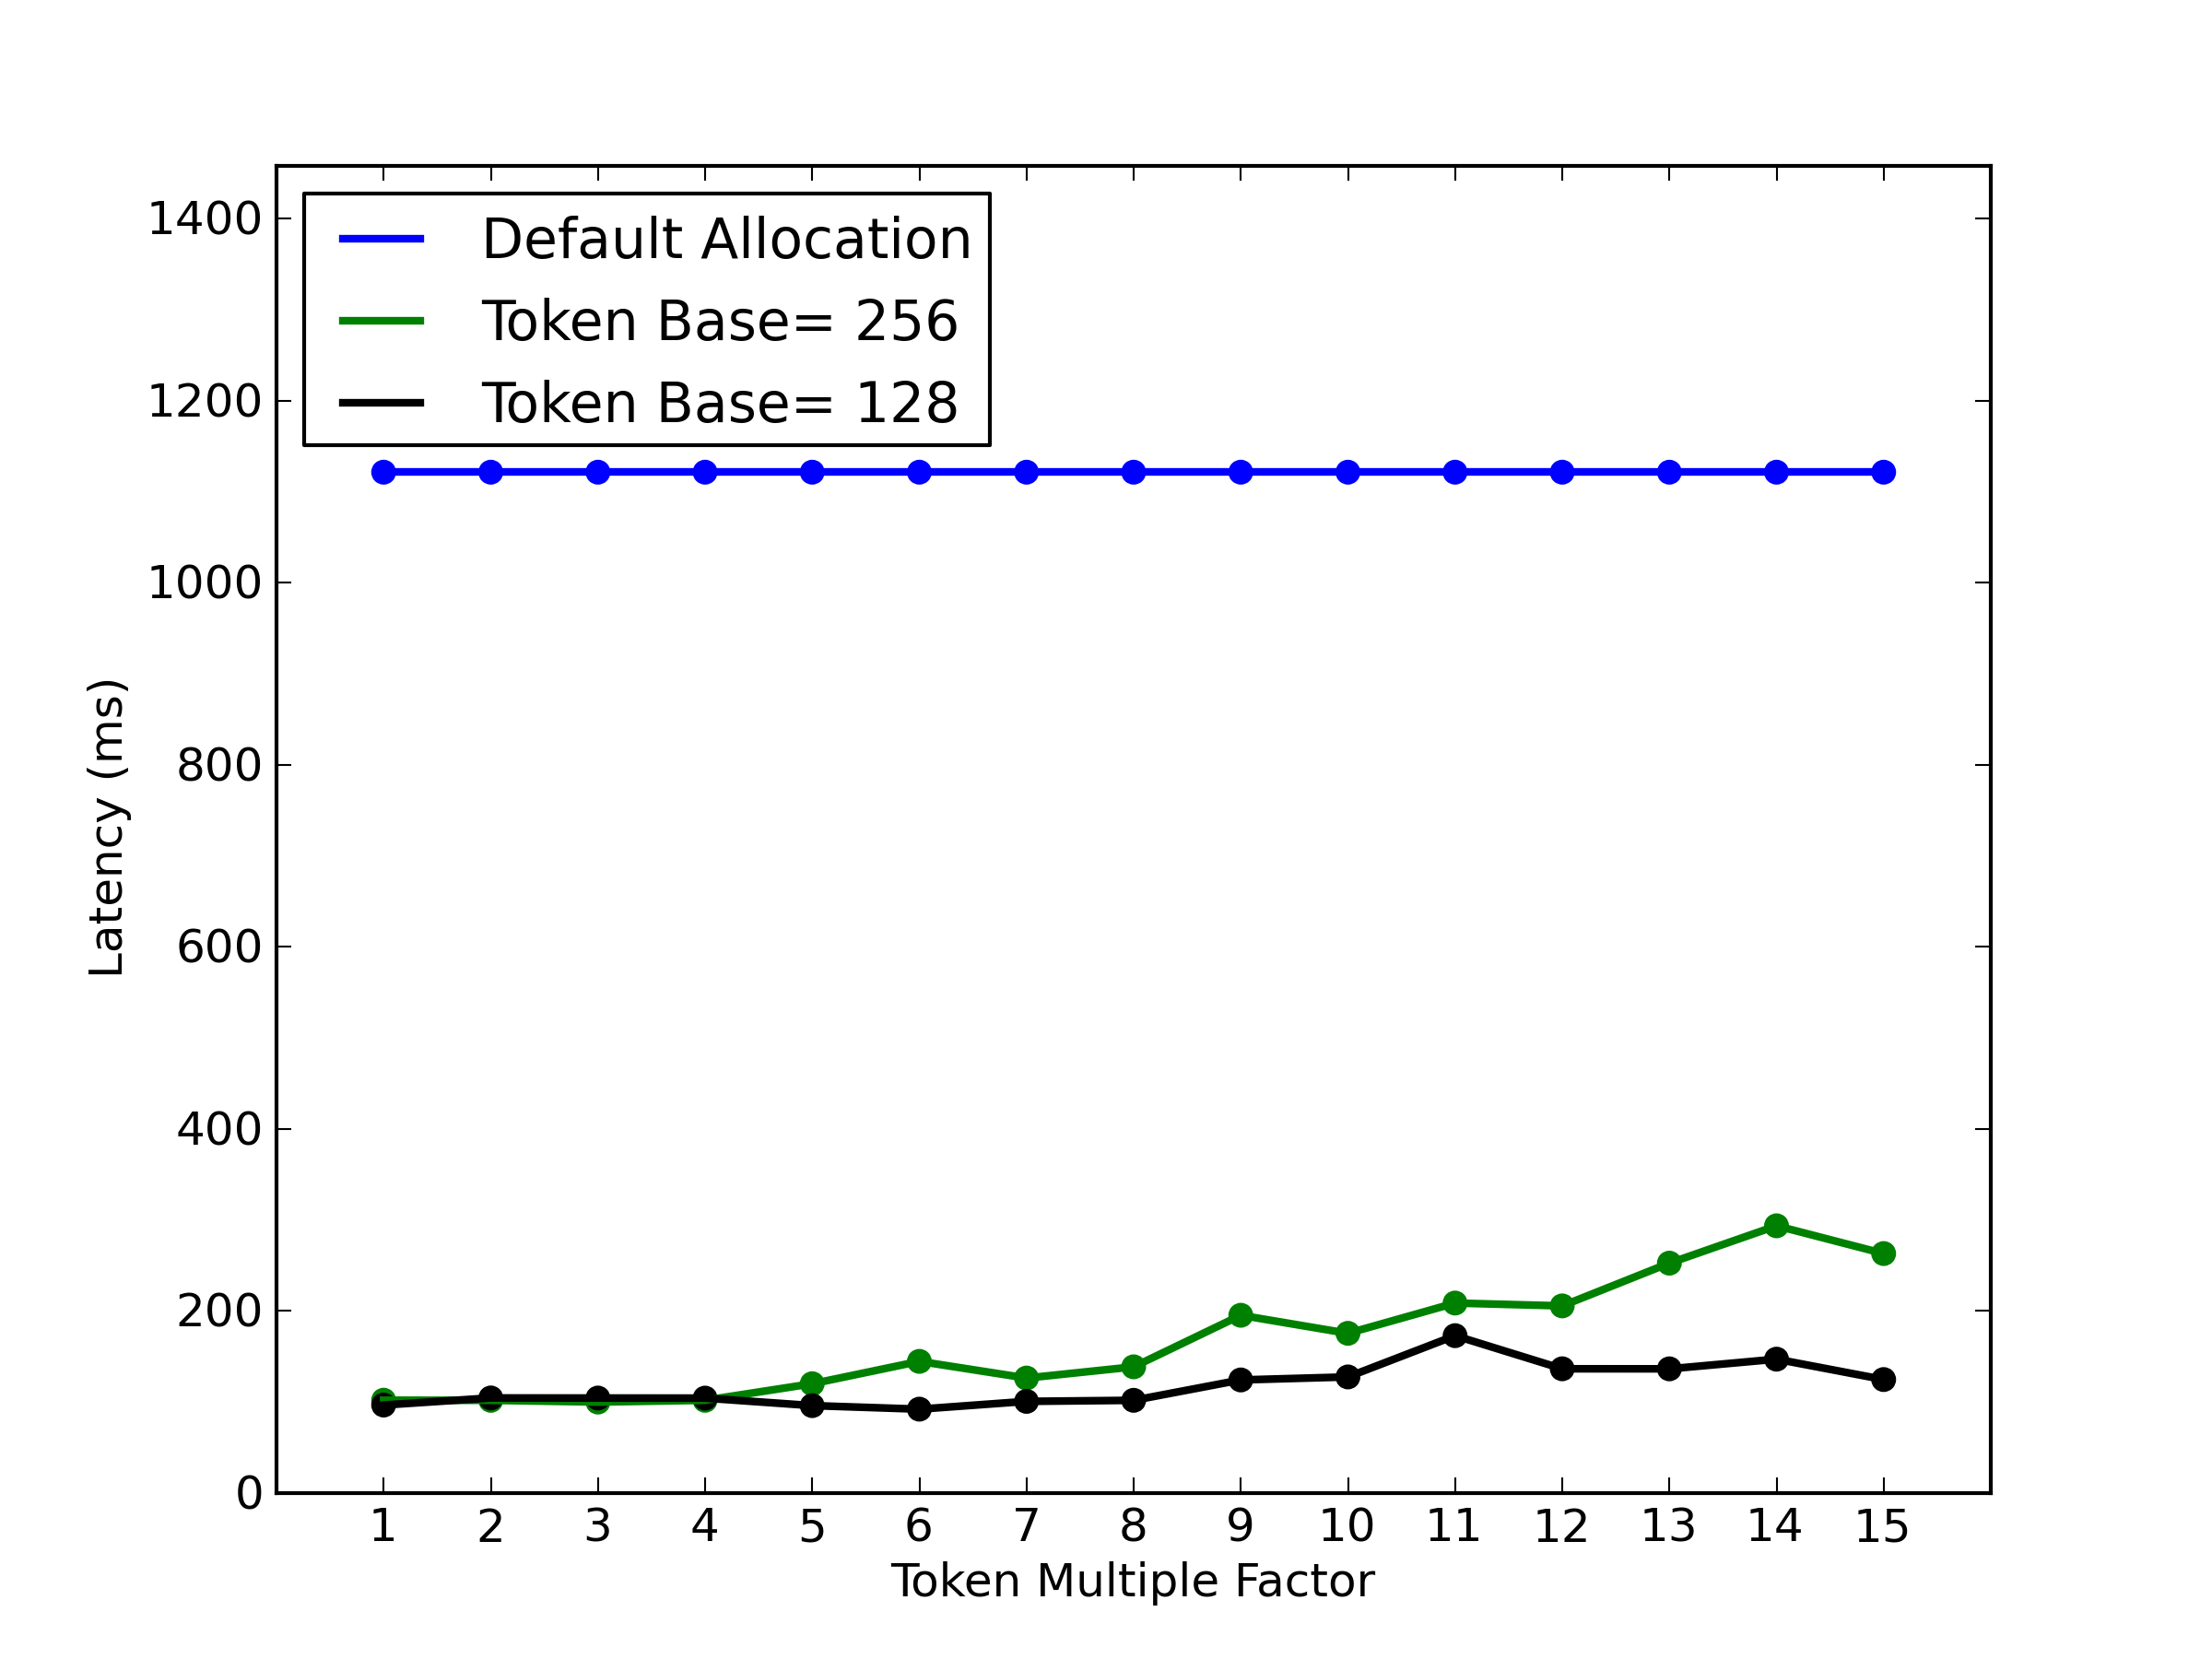 Default Allocation
Token Base= 256
Token Base= 128
1400
1200
1000
800
600
400
200
0
Latency (ms)
1 2 3 4 5 6 7 8 9 10 11 12 13 14 15
Token Multiple Factor